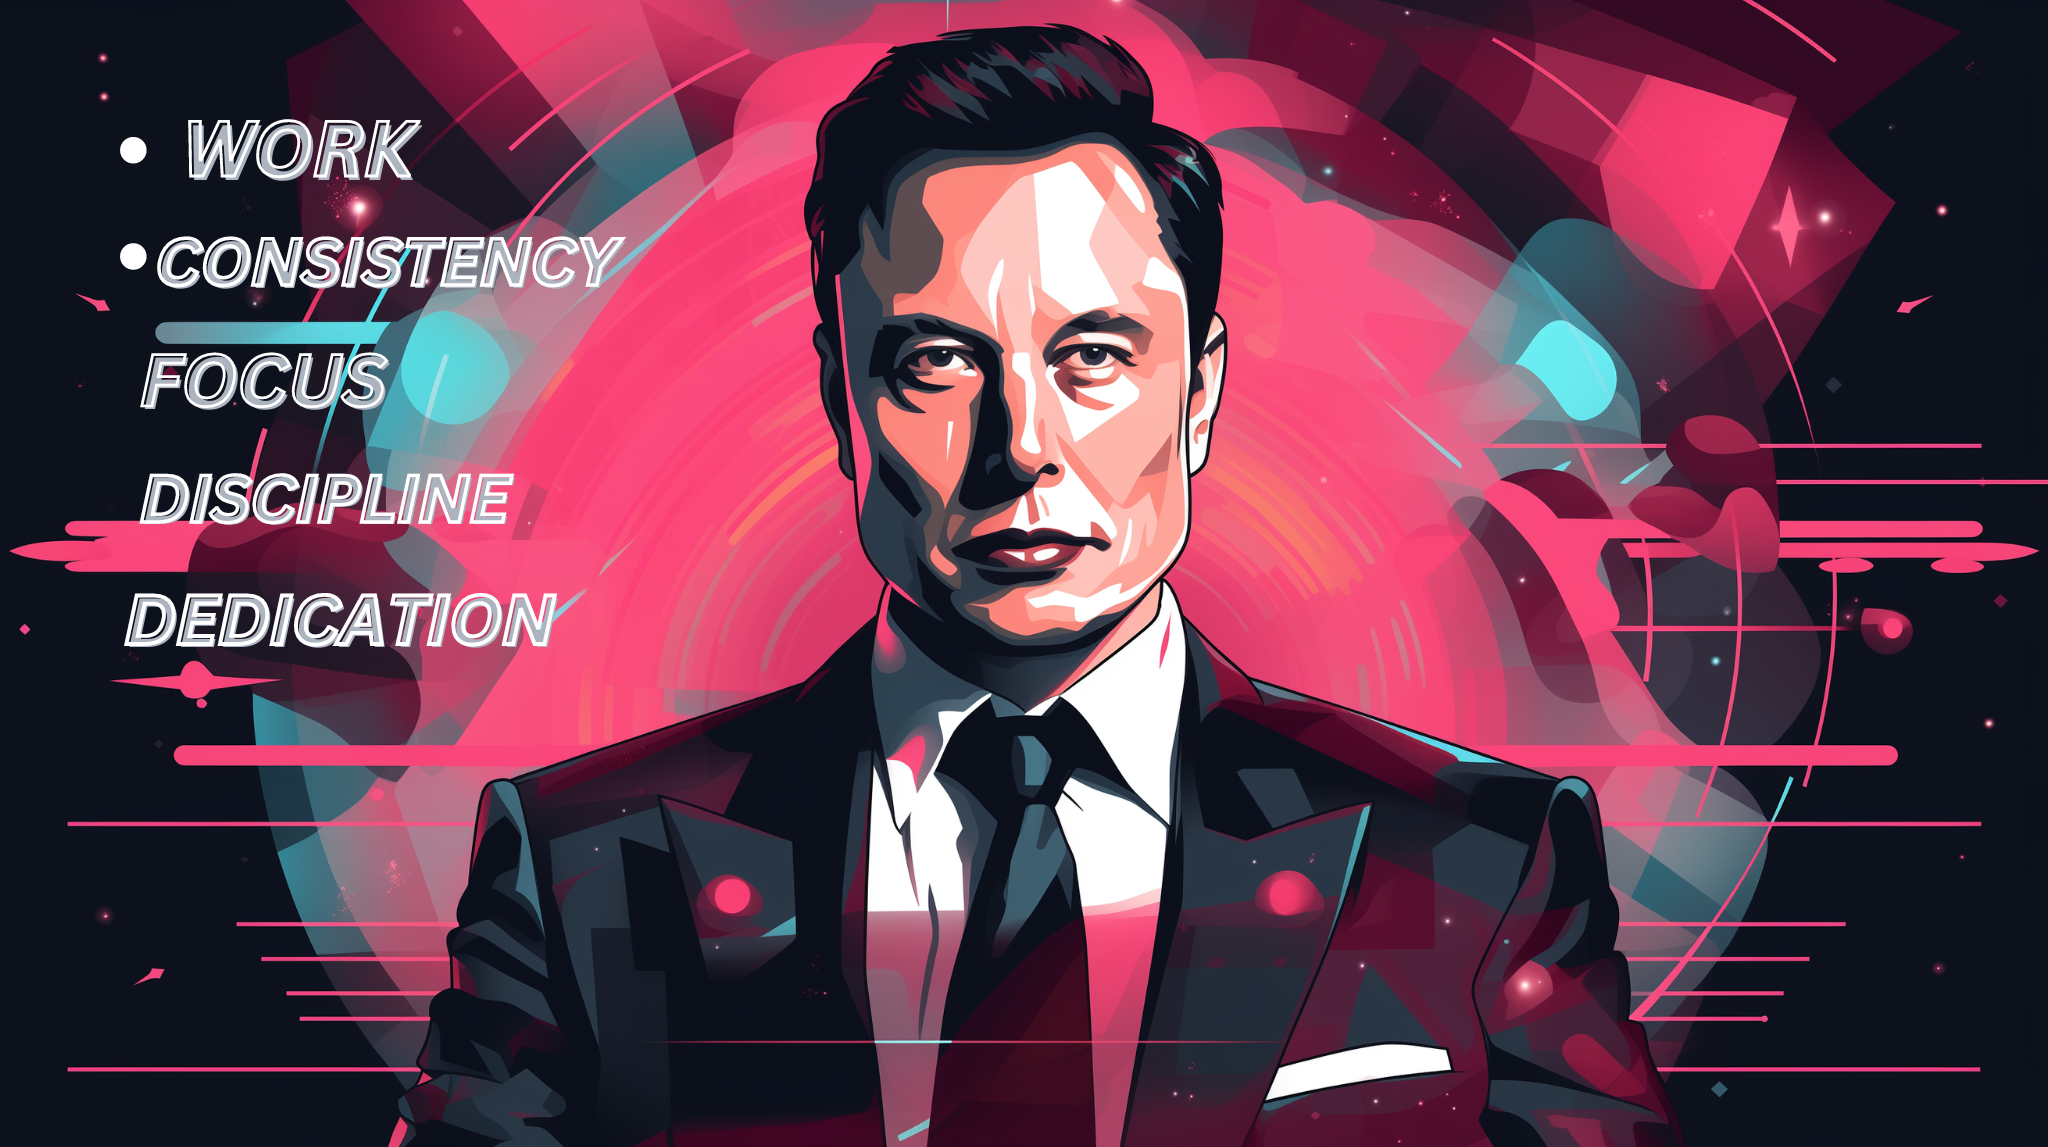 • WORK
• CONSISTENCY
FOCUS
DISCIPLINE
DEDICATION